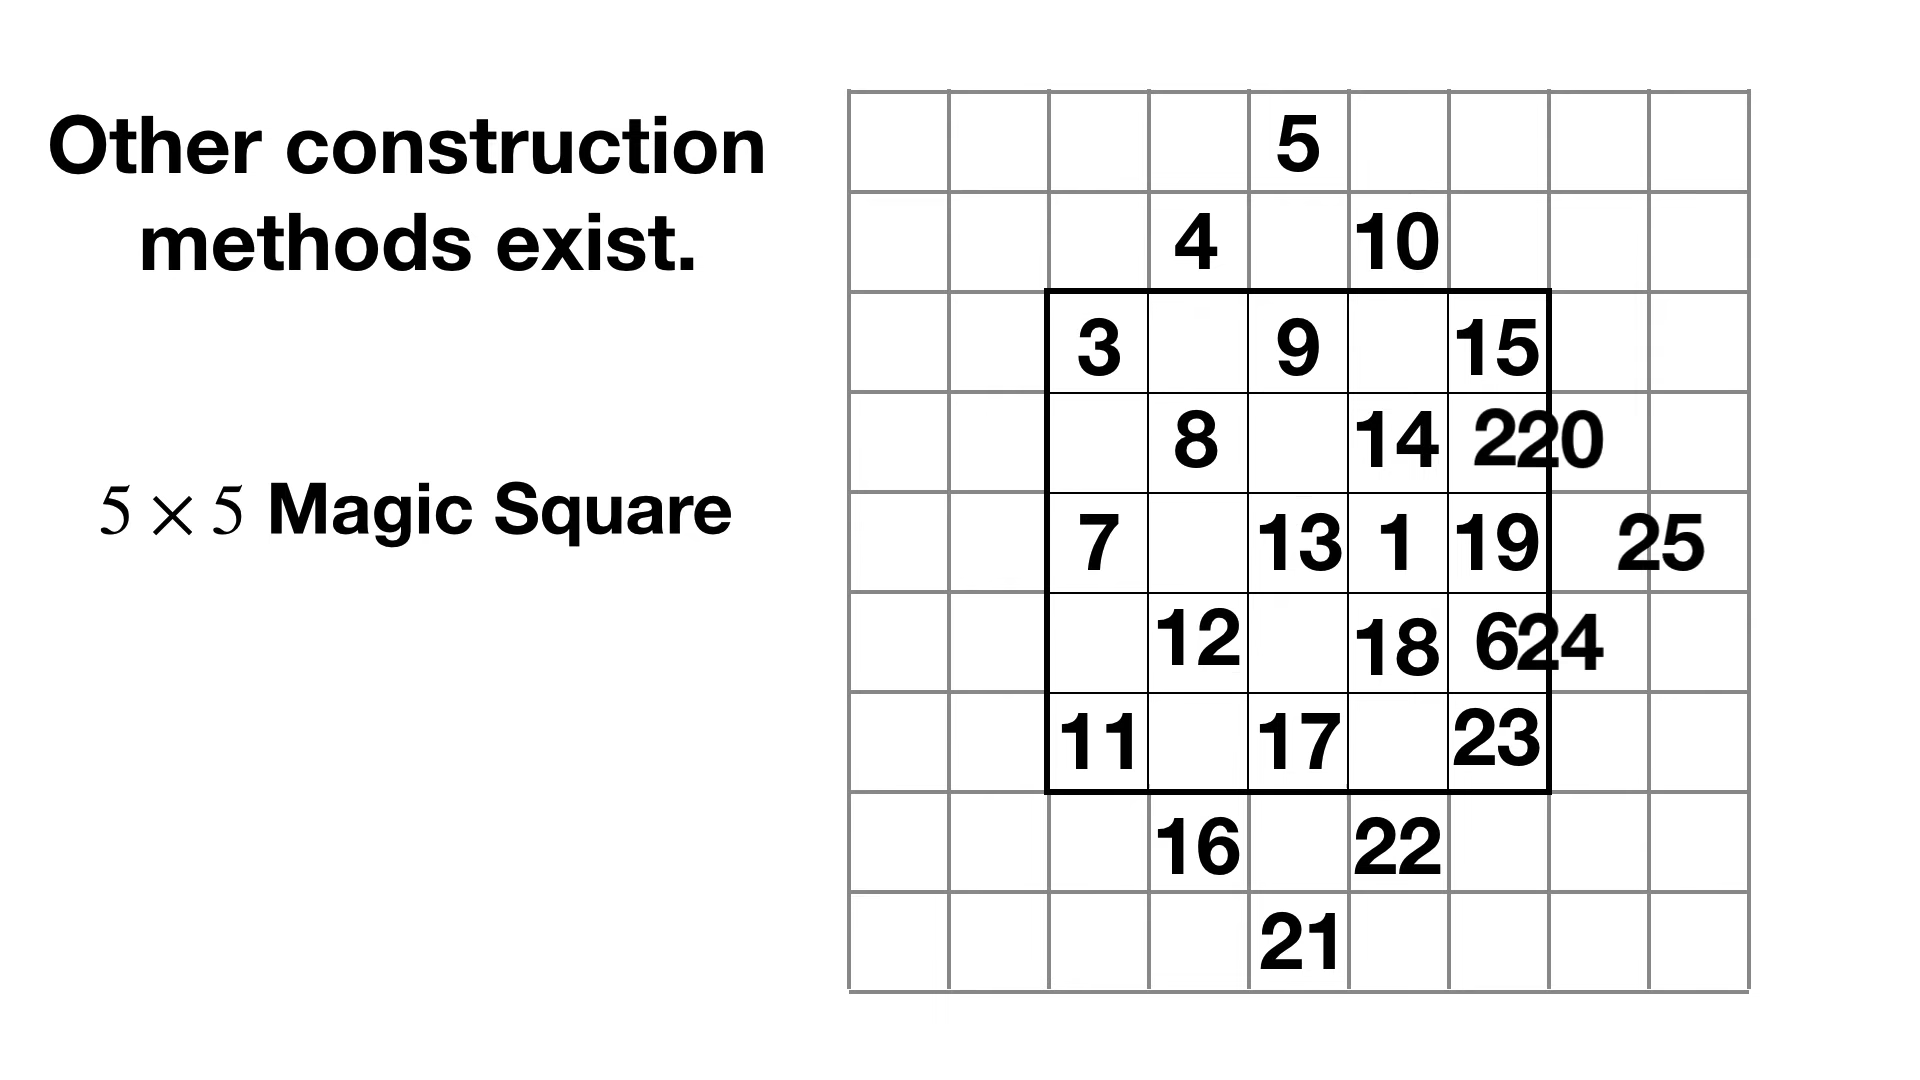 Other construction
methods exist.
5 × 5 Magic Square
5
4 10
3 9 15
8 14 2 20
7 13 1 19 25
12 18 6 24
11 17 23
16 22
21